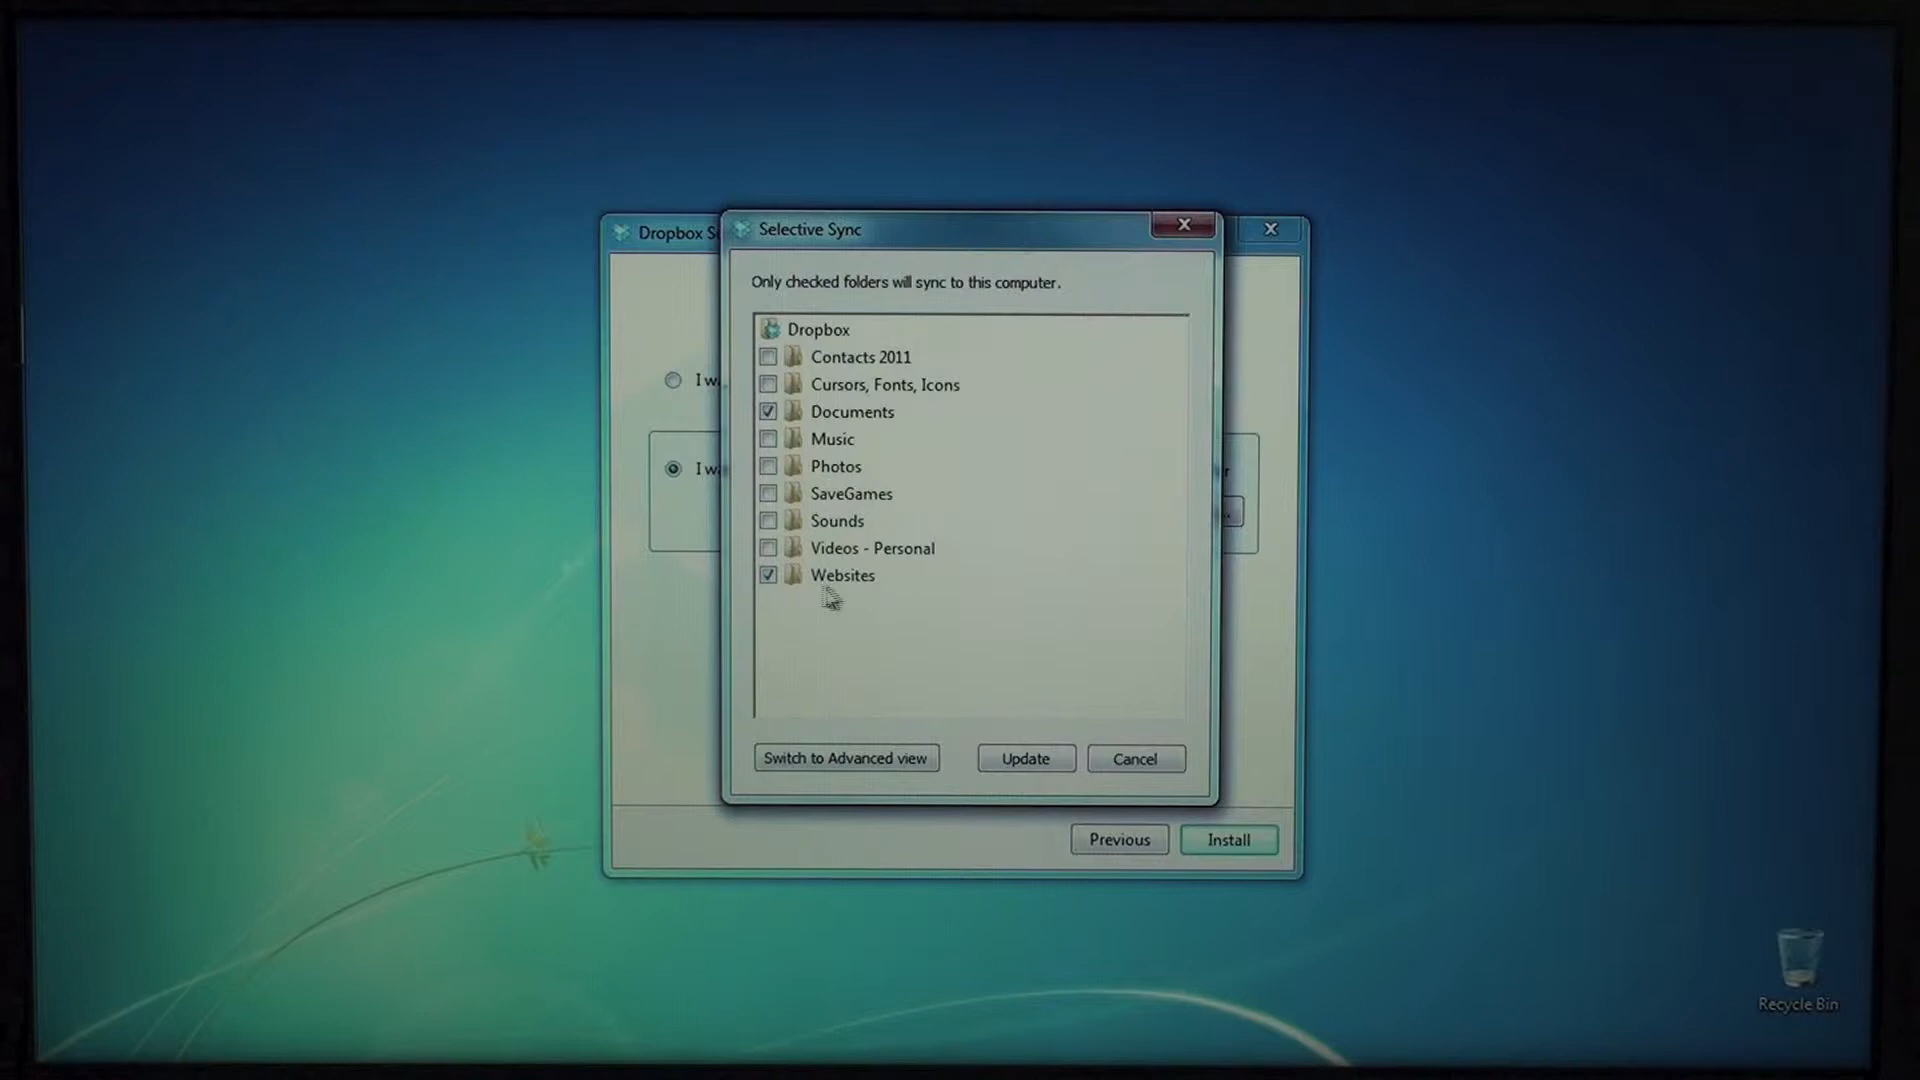 Dropbox S
Selective Sync
Only checked folders will sync to this computer.
Dropbox
Contacts 2011
Cursors, Fonts, Icons
Documents
Music
Photos
SaveGames
Sounds
Videos - Personal
Websites
I w
I wa
r
Switch to Advanced view
Update
Cancel
Previous
Install
Recycle Bin